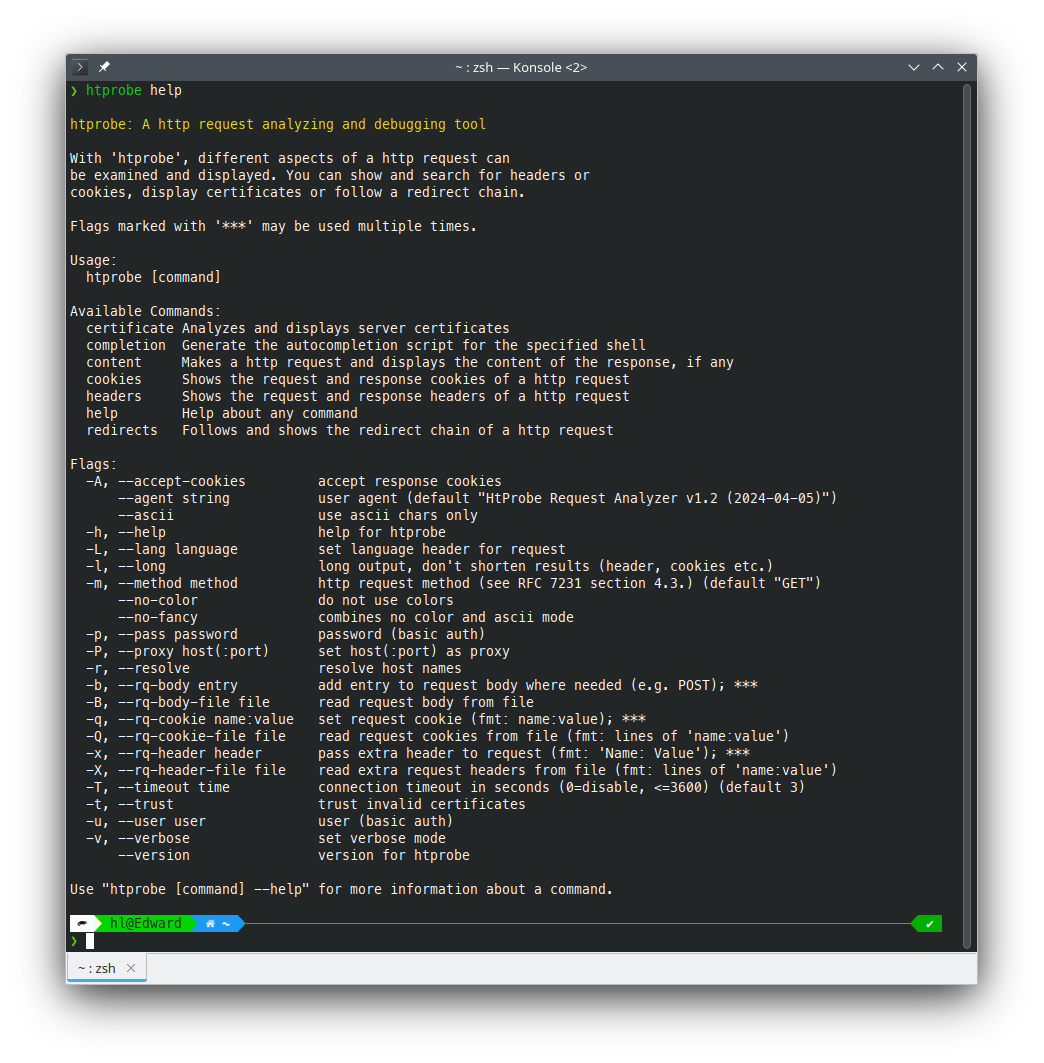 ~ : zsh — Konsole <2>
❯ htprobe help
htprobe: A http request analyzing and debugging tool
With 'htprobe', different aspects of a http request can
be examined and displayed. You can show and search for headers or
cookies, display certificates or follow a redirect chain.
Flags marked with '***' may be used multiple times.
Usage:
  htprobe [command]
Available Commands:
  certificate Analyzes and displays server certificates
  completion  Generate the autocompletion script for the specified shell
  content     Makes a http request and displays the content of the response, if any
  cookies     Shows the request and response cookies of a http request
  headers     Shows the request and response headers of a http request
  help        Help about any command
  redirects   Follows and shows the redirect chain of a http request
Flags:
  -A, --accept-cookies         accept response cookies
      --agent string           user agent (default "HtProbe Request Analyzer v1.2 (2024-04-05)")
      --ascii                  use ascii chars only
  -h, --help                   help for htprobe
  -L, --lang language          set language header for request
  -l, --long                   long output, don't shorten results (header, cookies etc.)
  -m, --method method          http request method (see RFC 7231 section 4.3.) (default "GET")
      --no-color               do not use colors
      --no-fancy               combines no color and ascii mode
  -p, --pass password          password (basic auth)
  -P, --proxy host(:port)      set host(:port) as proxy
  -r, --resolve                resolve host names
  -b, --rq-body entry          add entry to request body where needed (e.g. POST); ***
  -B, --rq-body-file file      read request body from file
  -q, --rq-cookie name:value   set request cookie (fmt: name:value); ***
  -Q, --rq-cookie-file file    read request cookies from file (fmt: lines of 'name:value')
  -x, --rq-header header       pass extra header to request (fmt: 'Name: Value'); ***
  -X, --rq-header-file file    read extra request headers from file (fmt: lines of 'name:value')
  -T, --timeout time           connection timeout in seconds (0=disable, <=3600) (default 3)
  -t, --trust                  trust invalid certificates
  -u, --user user              user (basic auth)
  -v, --verbose                set verbose mode
      --version                version for htprobe
Use "htprobe [command] --help" for more information about a command.
hl@Edward ~ ✔
❯
~ : zsh